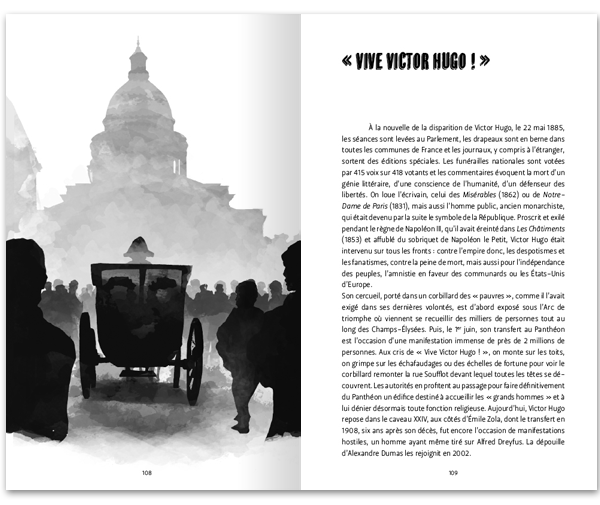 108
« VIVE VICTOR HUGO ! »
À la nouvelle de la disparition de Victor Hugo, le 22 mai 1885,
les séances sont levées au Parlement, les drapeaux sont en berne dans
toutes les communes de France et les journaux, y compris à l'étranger,
sortent des éditions spéciales. Les funérailles nationales sont votées
par 415 voix sur 418 votants et les commentaires évoquent la mort d'un
génie littéraire, d'une conscience de l'humanité, d'un défenseur des
libertés. On loue l'écrivain, celui des Misérables (1862) ou de Notre-
Dame de Paris (1831), mais aussi l'homme public, ancien monarchiste,
qui était devenu par la suite le symbole de la République. Proscrit et exilé
pendant le règne de Napoléon III, qu'il avait éreinté dans Les Châtiments
(1853) et affublé du sobriquet de Napoléon le Petit, Victor Hugo était
intervenu sur tous les fronts : contre l'empire donc, les despotismes et
les fanatismes, contre la peine de mort, mais aussi pour l'indépendance
des peuples, l'amnistie en faveur des communards ou les États-Unis
d'Europe.
Son cercueil, porté dans un corbillard des « pauvres », comme il l'avait
exigé dans ses dernières volontés, est d'abord exposé sous l'Arc de
triomphe où viennent se recueillir des milliers de personnes tout au
long des Champs-Élysées. Puis, le 1er juin, son transfert au Panthéon
est l'occasion d'une manifestation immense de près de 2 millions de
personnes. Aux cris de « Vive Victor Hugo ! », on monte sur les toits,
on grimpe sur les échafaudages ou des échelles de fortune pour voir le
corbillard remonter la rue Soufflot devant lequel toutes les têtes se dé-
couvrent. Les autorités en profitent au passage pour faire définitivement
du Panthéon un édifice destiné à accueillir les « grands hommes » et à
lui dénier désormais toute fonction religieuse. Aujourd'hui, Victor Hugo
repose dans le caveau XXIV, aux côtés d'Émile Zola, dont le transfert en
1908, six ans après son décès, fut encore l'occasion de manifestations
hostiles, un homme ayant même tiré sur Alfred Dreyfus. La dépouille
d'Alexandre Dumas les rejoignit en 2002.
109